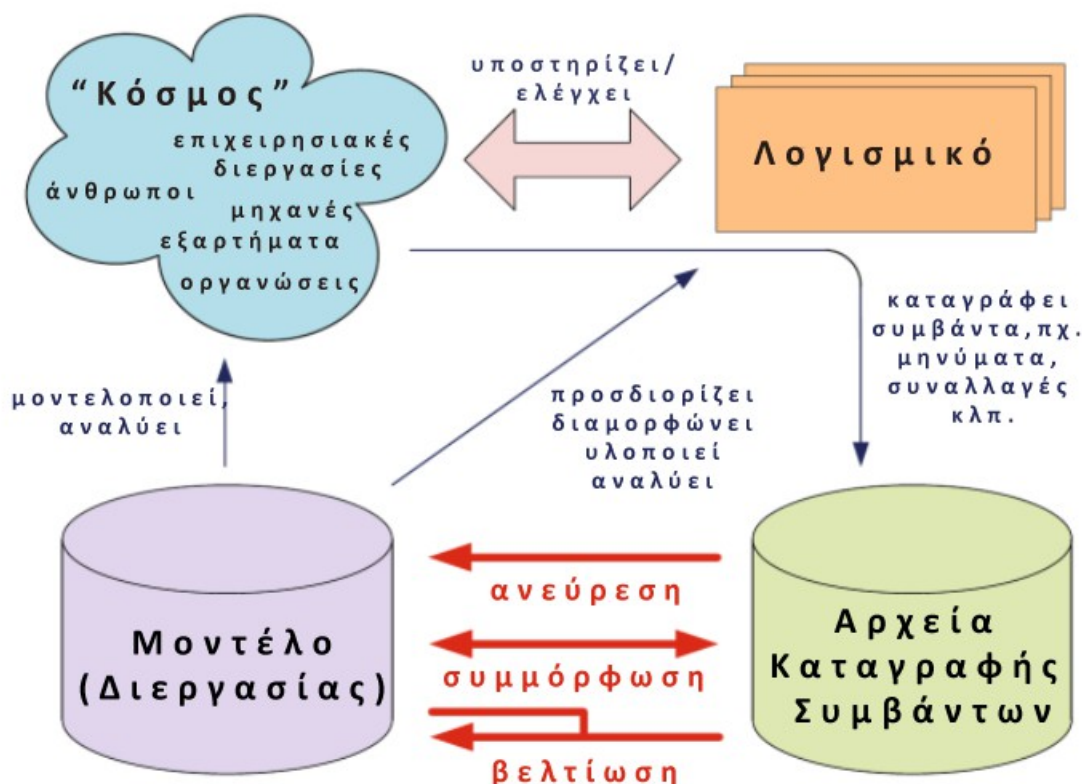 “Κόσμος”
επιχειρησιακές
διεργασίες
άνθρωποι
μηχανές
εξαρτήματα
οργανώσεις
υποστηρίζει/
ελέγχει
Λογισμικό
μοντελοποιεί,
αναλύει
προσδιορίζει
διαμορφώνει
υλοποιεί
αναλύει
καταγράφει
συμβάντα,πχ.
μηνύματα,
συναλλαγές
κλπ.
Μοντέλο
(Διεργασίας)
ανεύρεση
συμμόρφωση
βελτίωση
Αρχεία
Καταγραφής
Συμβάντων